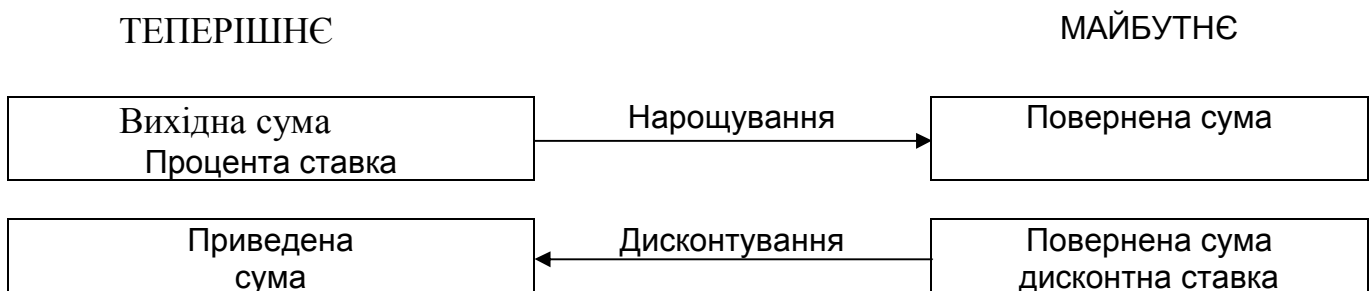 ТЕПЕРІШНЄ МАЙБУТНЄ
Вихідна сума Нарощування Повернена сума
Процента ставка
Приведена Дисконтування Повернена сума
сума дисконтна ставка